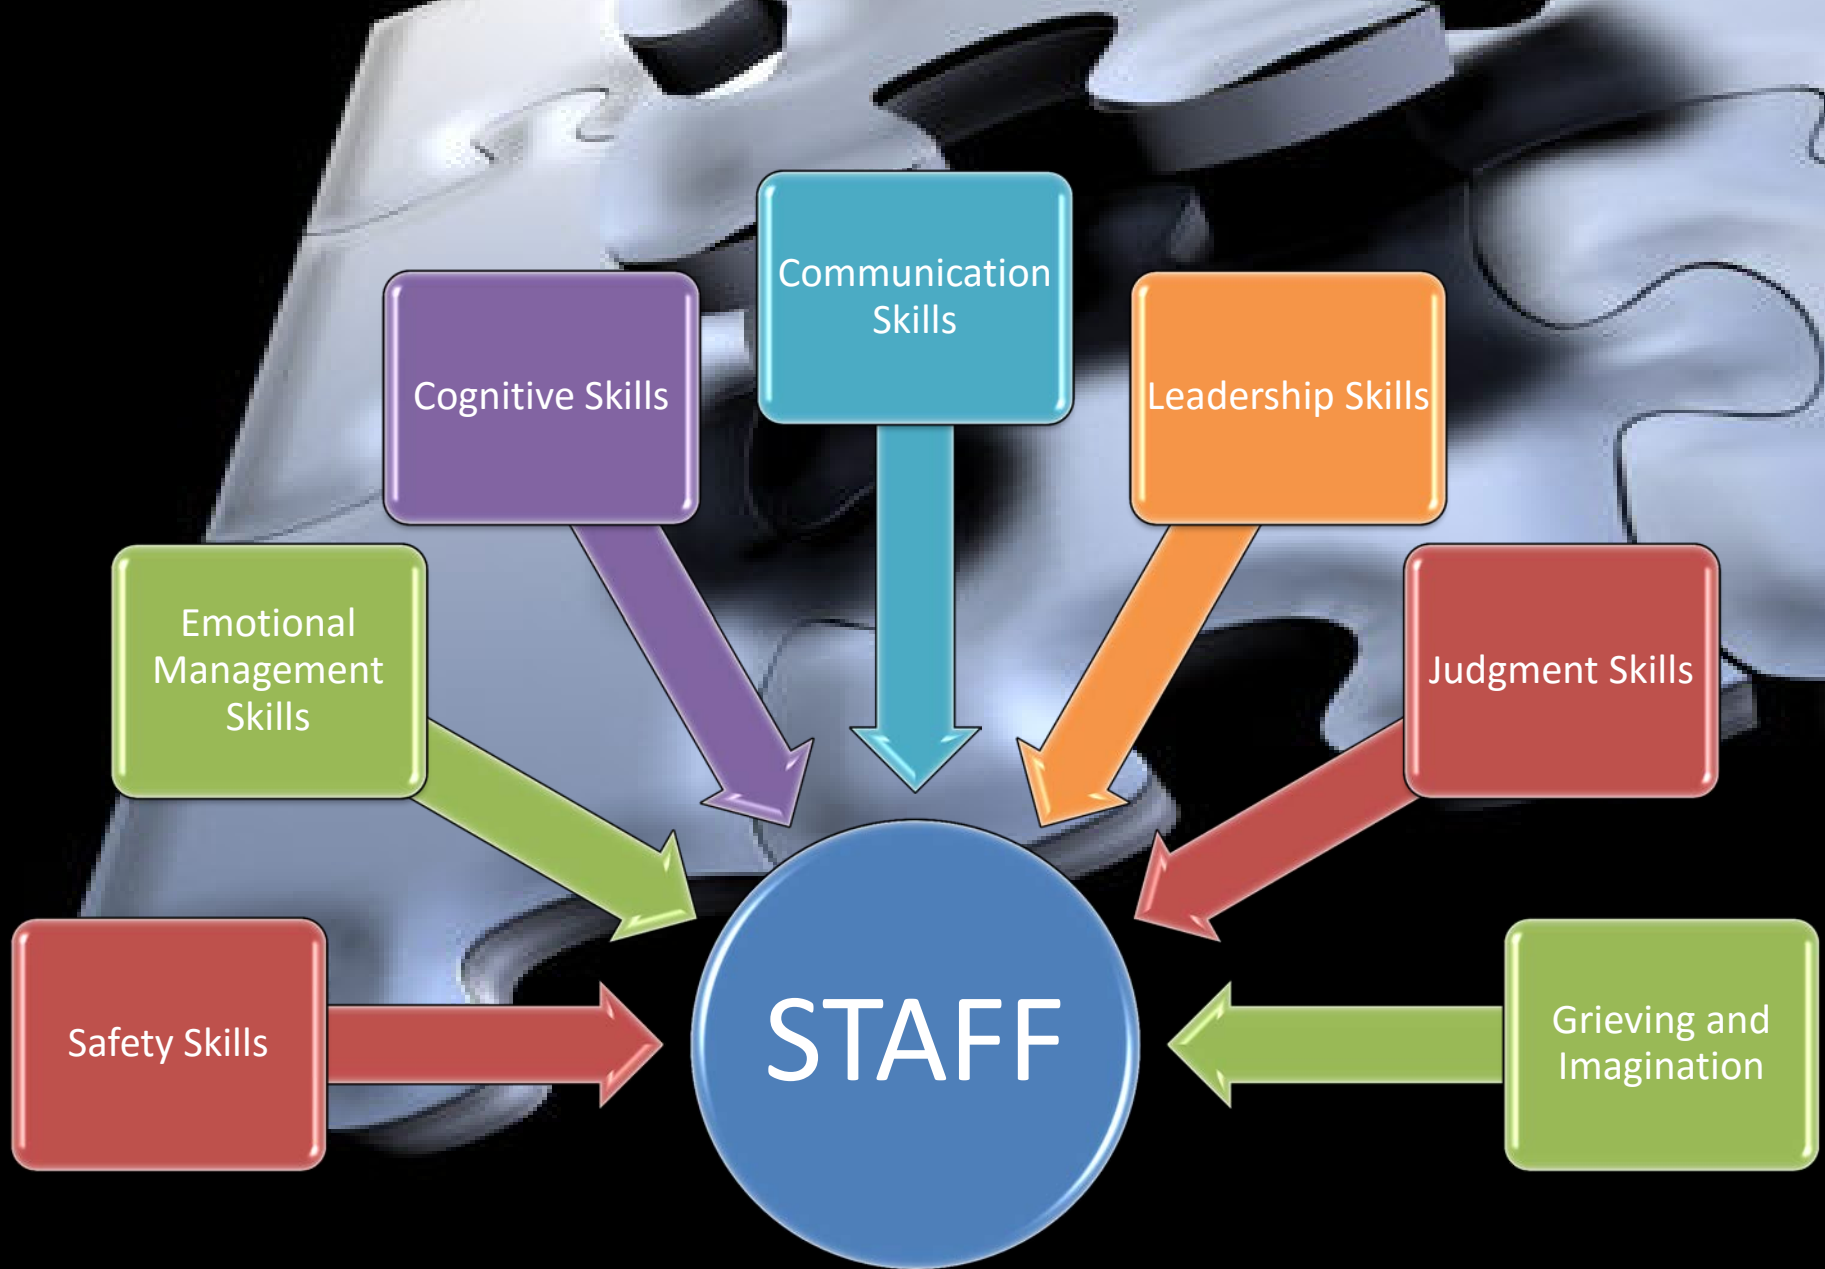 Communication
Skills
Cognitive Skills
Leadership Skills
Emotional
Management
Skills
Judgment Skills
Safety Skills
STAFF
Grieving and
Imagination